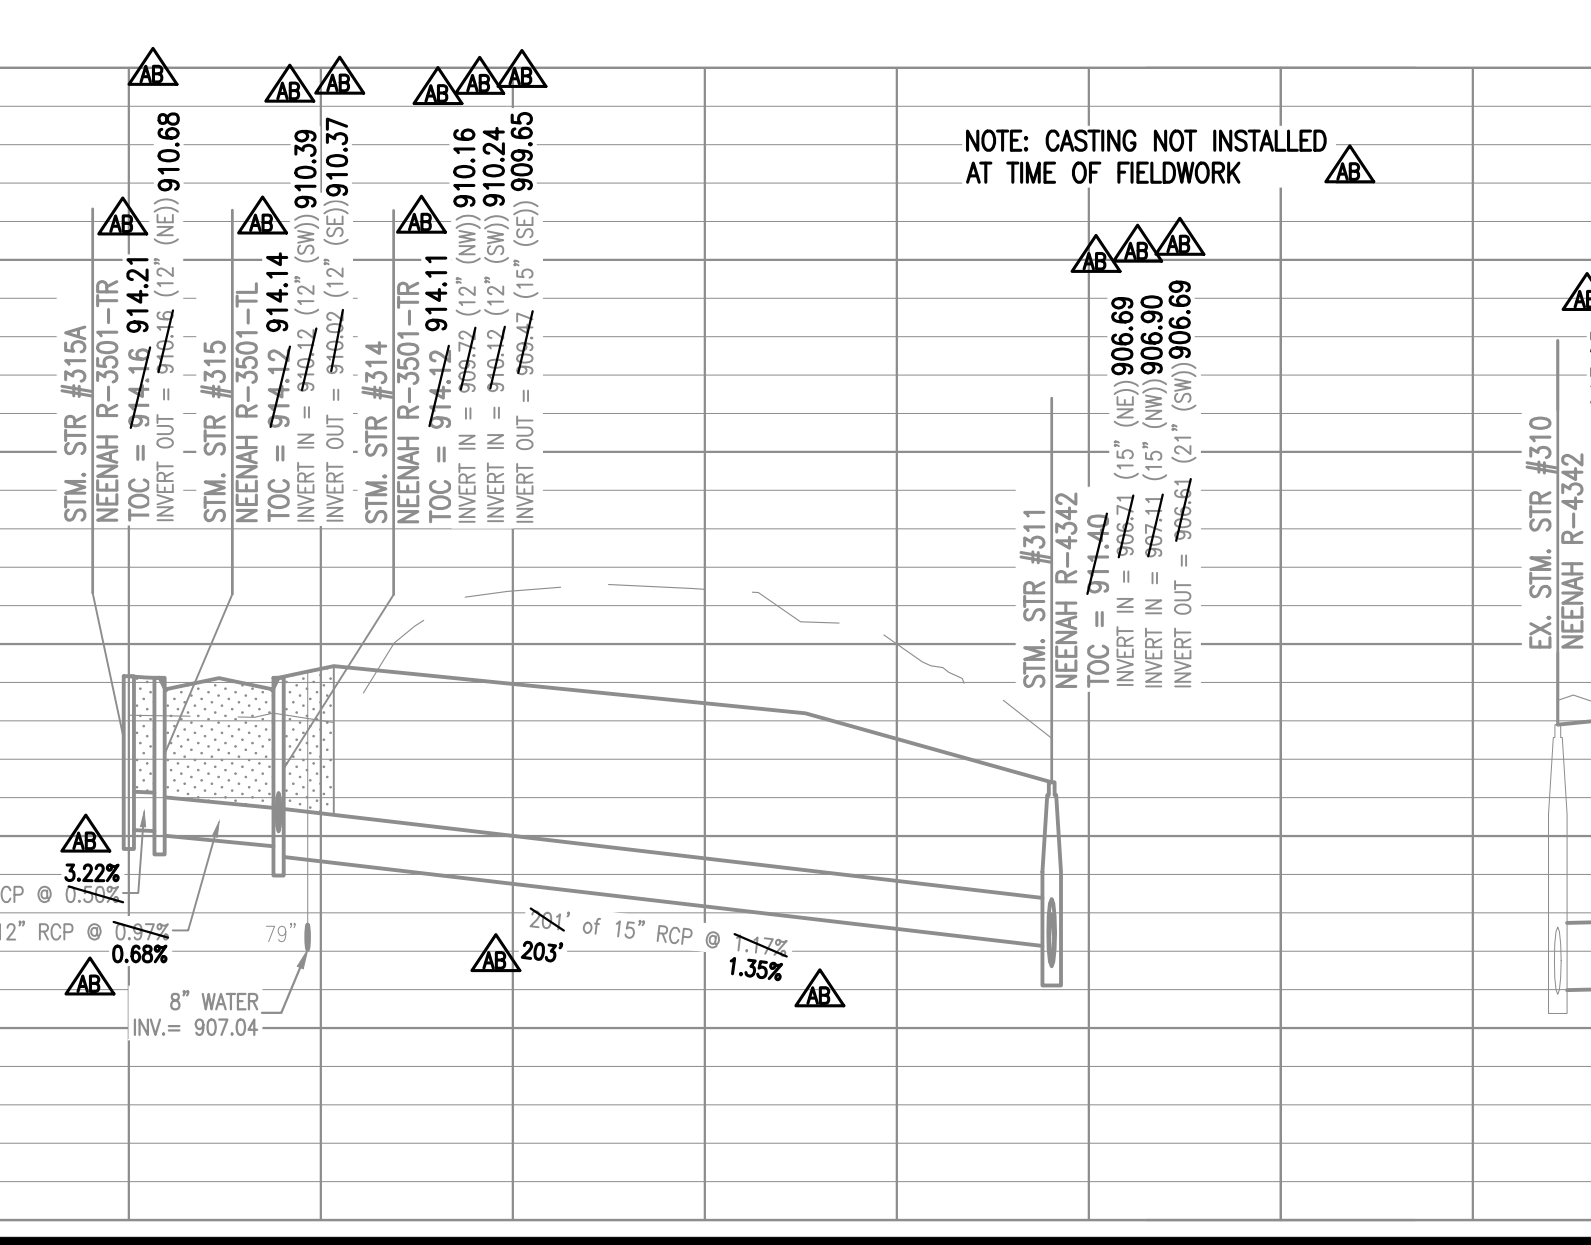 AB
AB
AB
AB
AB
AB
AB
AB
AB
STM. STR #315A
NEENAH R-3501-TR
TOC = 914.16 914.21
INVERT OUT = 910.16 (12" (NE)) 910.68
STM. STR #315
NEENAH R-3501-TL
TOC = 914.12 914.14
INVERT IN = 910.12 (12" (SW)) 910.39
INVERT OUT = 910.02 (12" (SE)) 910.37
STM. STR #314
NEENAH R-3501-TR
TOC = 914.12 914.11
INVERT IN = 909.72 (12" (NW)) 910.16
INVERT IN = 910.12 (12" (SW)) 910.24
INVERT OUT = 909.47 (15" (SE)) 909.65
NOTE: CASTING NOT INSTALLED
AT TIME OF FIELDWORK
AB
AB
AB
AB
STM. STR #311
NEENAH R-4342
TOC = 911.40
INVERT IN = 906.71 (15" (NE)) 906.69
INVERT IN = 907.11 (15" (NW)) 906.90
INVERT OUT = 906.61 (21" (SW)) 906.69
EX. STM. STR #310
NEENAH R-4342
AB
3.22%
CP @ 0.50%
12" RCP @ 0.97%
0.68%
AB
79"
8" WATER
INV.= 907.04
201' of 15" RCP @ 1.17%
AB
203'
1.35%
AB